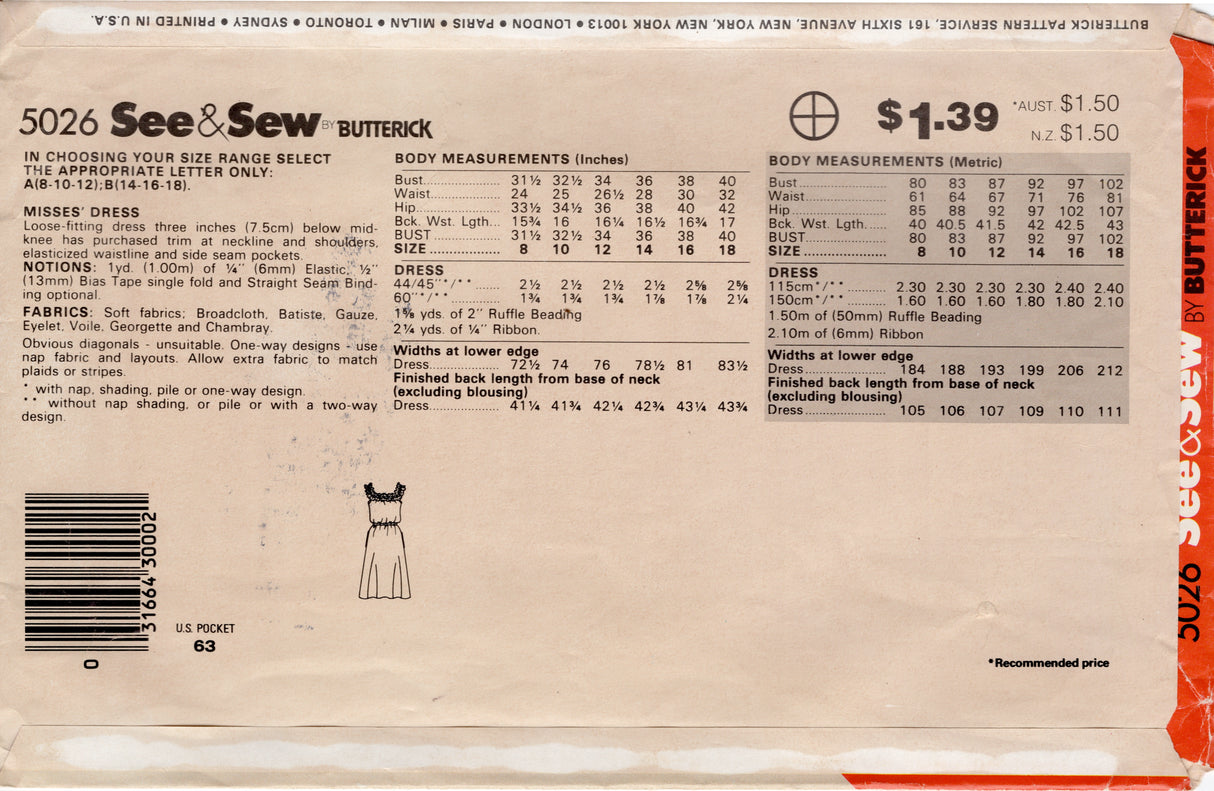 BUTTERICK PATTERN SERVICE, 161 SIXTH AVENUE, NEW YORK, NEW YORK 10013 ● LONDON ● PARIS ● MILAN ● TORONTO ● SYDNEY ● PRINTED IN U.S.A.
5026 See&Sew BY BUTTERICK
IN CHOOSING YOUR SIZE RANGE SELECT
THE APPROPRIATE LETTER ONLY:
A(8-10-12);B(14-16-18).
MISSES' DRESS
Loose-fitting dress three inches (7.5cm) below mid-
knee has purchased trim at neckline and shoulders,
elasticized waistline and side seam pockets.
NOTIONS: 1yd. (1.00m) of ¼" (6mm) Elastic, ½"
(13mm) Bias Tape single fold and Straight Seam Bind-
ing optional.
FABRICS: Soft fabrics; Broadcloth, Batiste, Gauze,
Eyelet, Voile, Georgette and Chambray.
Obvious diagonals - unsuitable. One-way designs - use
nap fabric and layouts. Allow extra fabric to match
plaids or stripes.
* with nap, shading, pile or one-way design.
** without nap shading, or pile or with a two-way
design.
BODY MEASUREMENTS (Inches)
Bust.................... 31½ 32½ 34 36 38 40
Waist.................. 24 25 26½ 28 30 32
Hip...................... 33½ 34½ 36 38 40 42
Bck. Wst. Lgth... 15¾ 16 16¼ 16½ 16¾ 17
BUST.................. 31½ 32½ 34 36 38 40
SIZE .................. 8 10 12 14 16 18
DRESS
44/45"*/** ...... 2½ 2½ 2½ 2½ 2⅝ 2⅝
60"*/** ............ 1¾ 1¾ 1¾ 1⅞ 1⅞ 2¼
1⅝ yds. of 2" Ruffle Beading
2¼ yds. of ¼" Ribbon.
Widths at lower edge
Dress..................... 72½ 74 76 78½ 81 83½
Finished back length from base of neck
(excluding blousing)
Dress..................... 41¼ 41¾ 42¼ 42¾ 43¼ 43¾
$1.39
*AUST. $1.50
N.Z. $1.50
BODY MEASUREMENTS (Metric)
Bust....................... 80 83 87 92 97 102
Waist..................... 61 64 67 71 76 81
Hip......................... 85 88 92 97 102 107
Bck. Wst. Lgth...... 40 40.5 41.5 42 42.5 43
BUST..................... 80 83 87 92 97 102
SIZE ..................... 8 10 12 14 16 18
DRESS
115cm*/** .......... 2.30 2.30 2.30 2.30 2.40 2.40
150cm*/** .......... 1.60 1.60 1.60 1.80 1.80 2.10
1.50m of (50mm) Ruffle Beading
2.10m of (6mm) Ribbon
Widths at lower edge
Dress..................... 184 188 193 199 206 212
Finished back length from base of neck
(excluding blousing)
Dress..................... 105 106 107 109 110 111
31664 30002
0
U.S. POCKET
63
*Recommended price
5026 See&Sew BY BUTTERICK